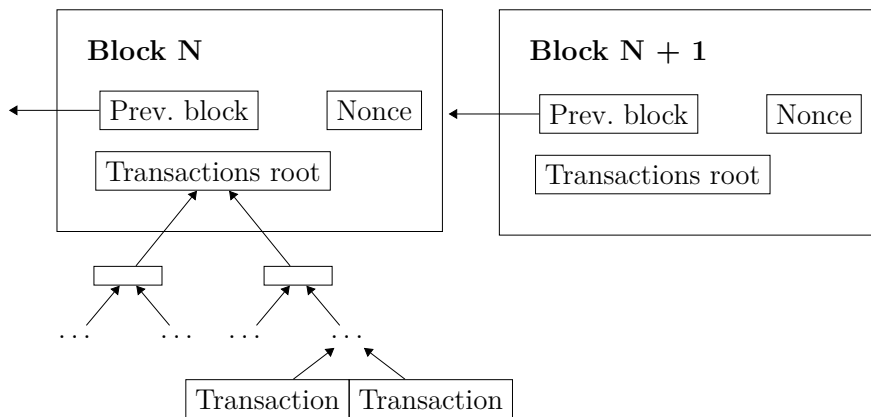 Block N
Block N + 1
Prev. block
Nonce
Prev. block
Nonce
Transactions root
Transactions root
... ... ... ...
Transaction Transaction